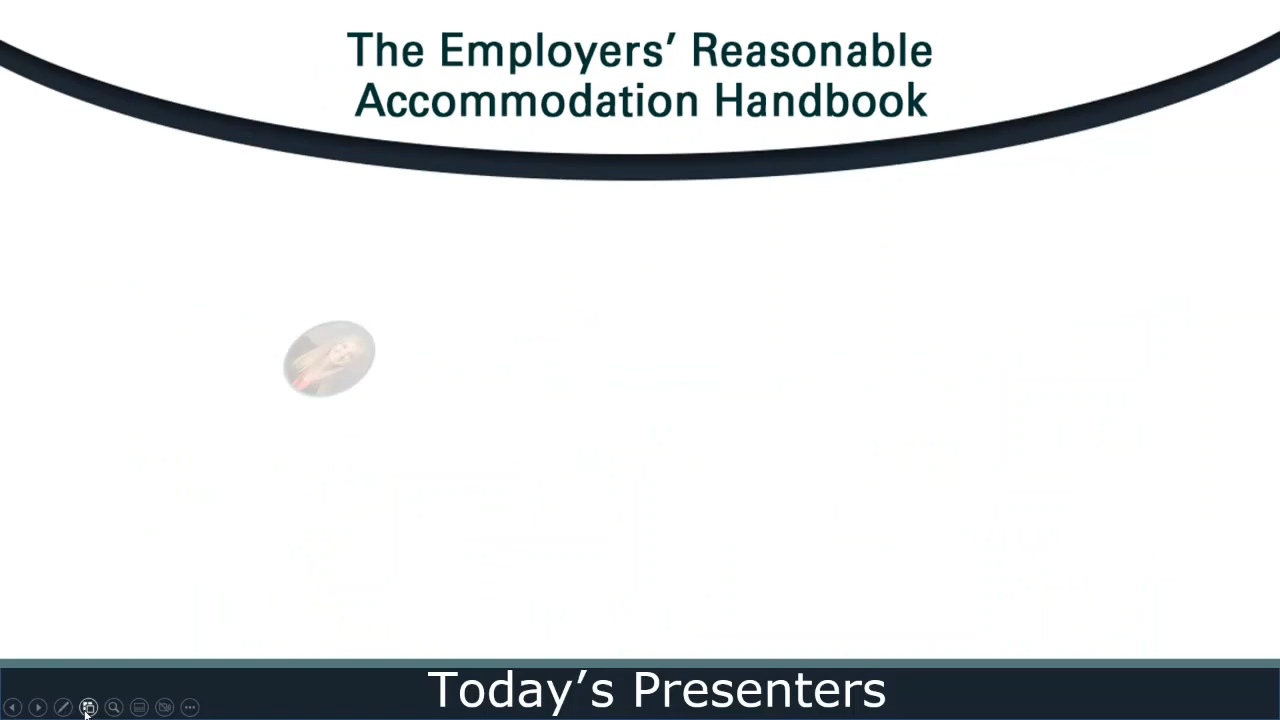 The Employers’ Reasonable
Accommodation Handbook
Today’s Presenters